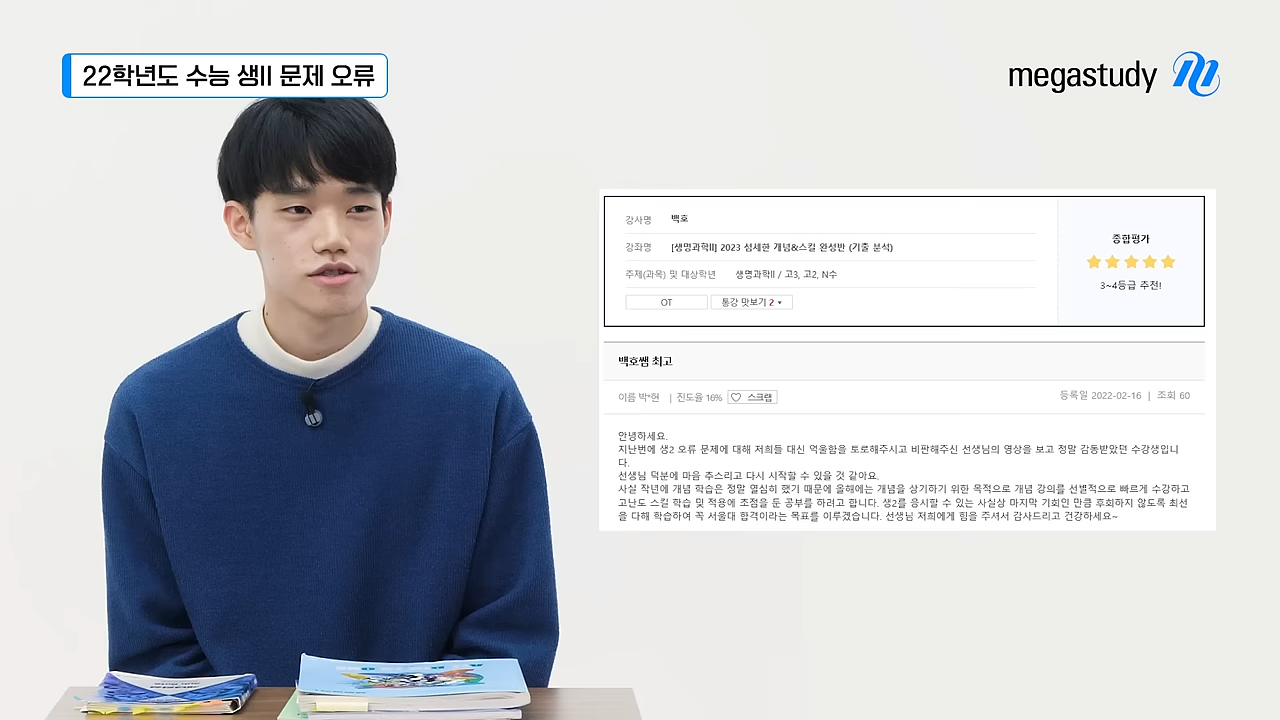 22학년도 수능 생II 문제 오류
megastudy
강사명 백호
강좌명 [생명과학II] 2023 섬세한 개념&스킬 완성반 (기출 분석)
주제(과목) 및 대상학년 생명과학II / 고3, 고2, N수
OT 통강 맛보기 2
종합평가
3~4등급 추천!
백호쌤 최고
이름 박*현 | 진도율 16% 스크랩
등록일 2022-02-16 | 조회 60
안녕하세요.
지난번에 생2 오류 문제에 대해 저희들 대신 억울함을 토로해주시고 비판해주신 선생님의 영상을 보고 정말 감동받았던 수강생입니
다.
선생님 덕분에 마음 추스리고 다시 시작할 수 있을 것 같아요.
사실 작년에 개념 학습은 정말 열심히 했기 때문에 올해에는 개념을 상기하기 위한 목적으로 개념 강의를 선별적으로 빠르게 수강하고
고난도 스킬 학습 및 적용에 초점을 둔 공부를 하려고 합니다. 생2를 응시할 수 있는 사실상 마지막 기회인 만큼 후회하지 않도록 최선
을 다해 학습하여 꼭 서울대 합격이라는 목표를 이루겠습니다. 선생님 저희에게 힘을 주셔서 감사드리고 건강하세요~